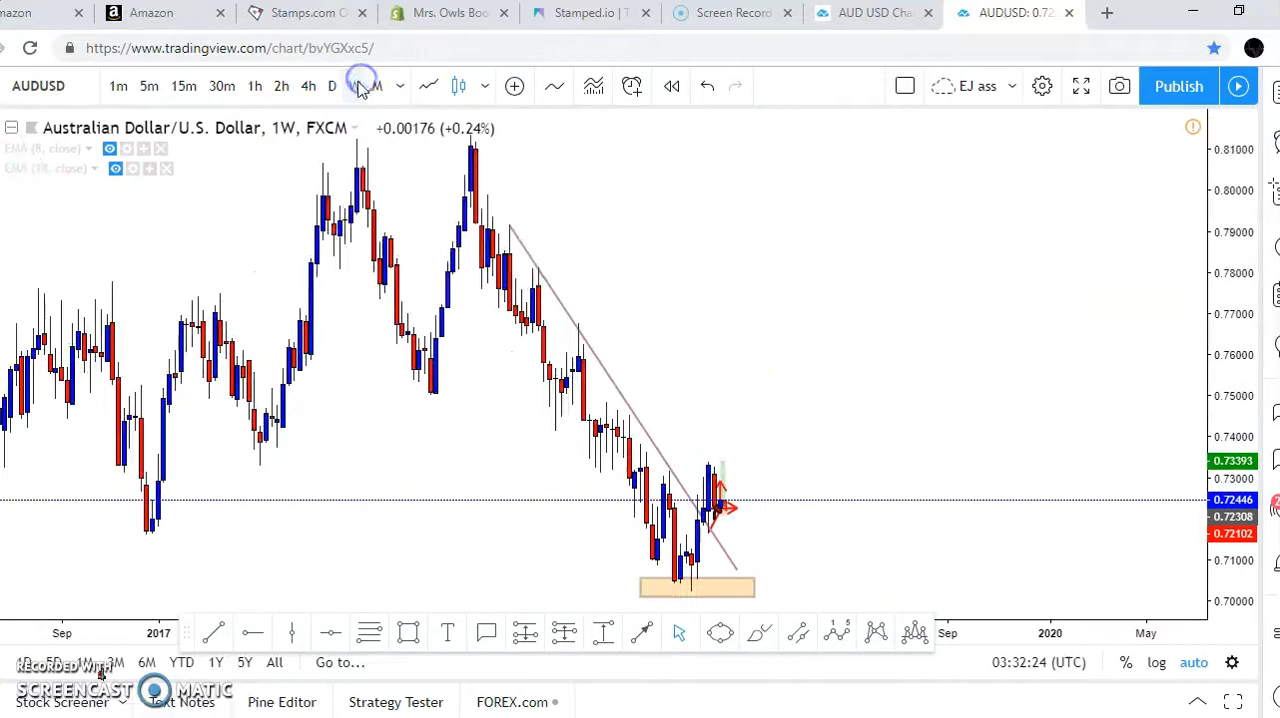 mazon
Amazon
Stamps.com O
Mrs. Owls Boo
Stamped.io | T
Screen Record
AUD USD Cha
AUDUSD: 0.72
https://www.tradingview.com/chart/bvYGXxc5/
AUDUSD 1m 5m 15m 30m 1h 2h 4h D W M
EJ ass
Publish
Australian Dollar/U.S. Dollar, 1W, FXCM +0.00176 (+0.24%)
EMA (8, close)
EMA (18, close)
0.81000
0.80000
0.79000
0.78000
0.77000
0.76000
0.75000
0.74000
0.73393
0.73000
0.72446
0.72308
0.72102
0.71000
0.70000
Sep 2017 Sep 2020 May
T
3M 6M YTD 1Y 5Y All Go to... 03:32:24 (UTC) % log auto
RECORDED WITH
SCREENCAST MATIC
Stock Screener Text Notes Pine Editor Strategy Tester FOREX.com